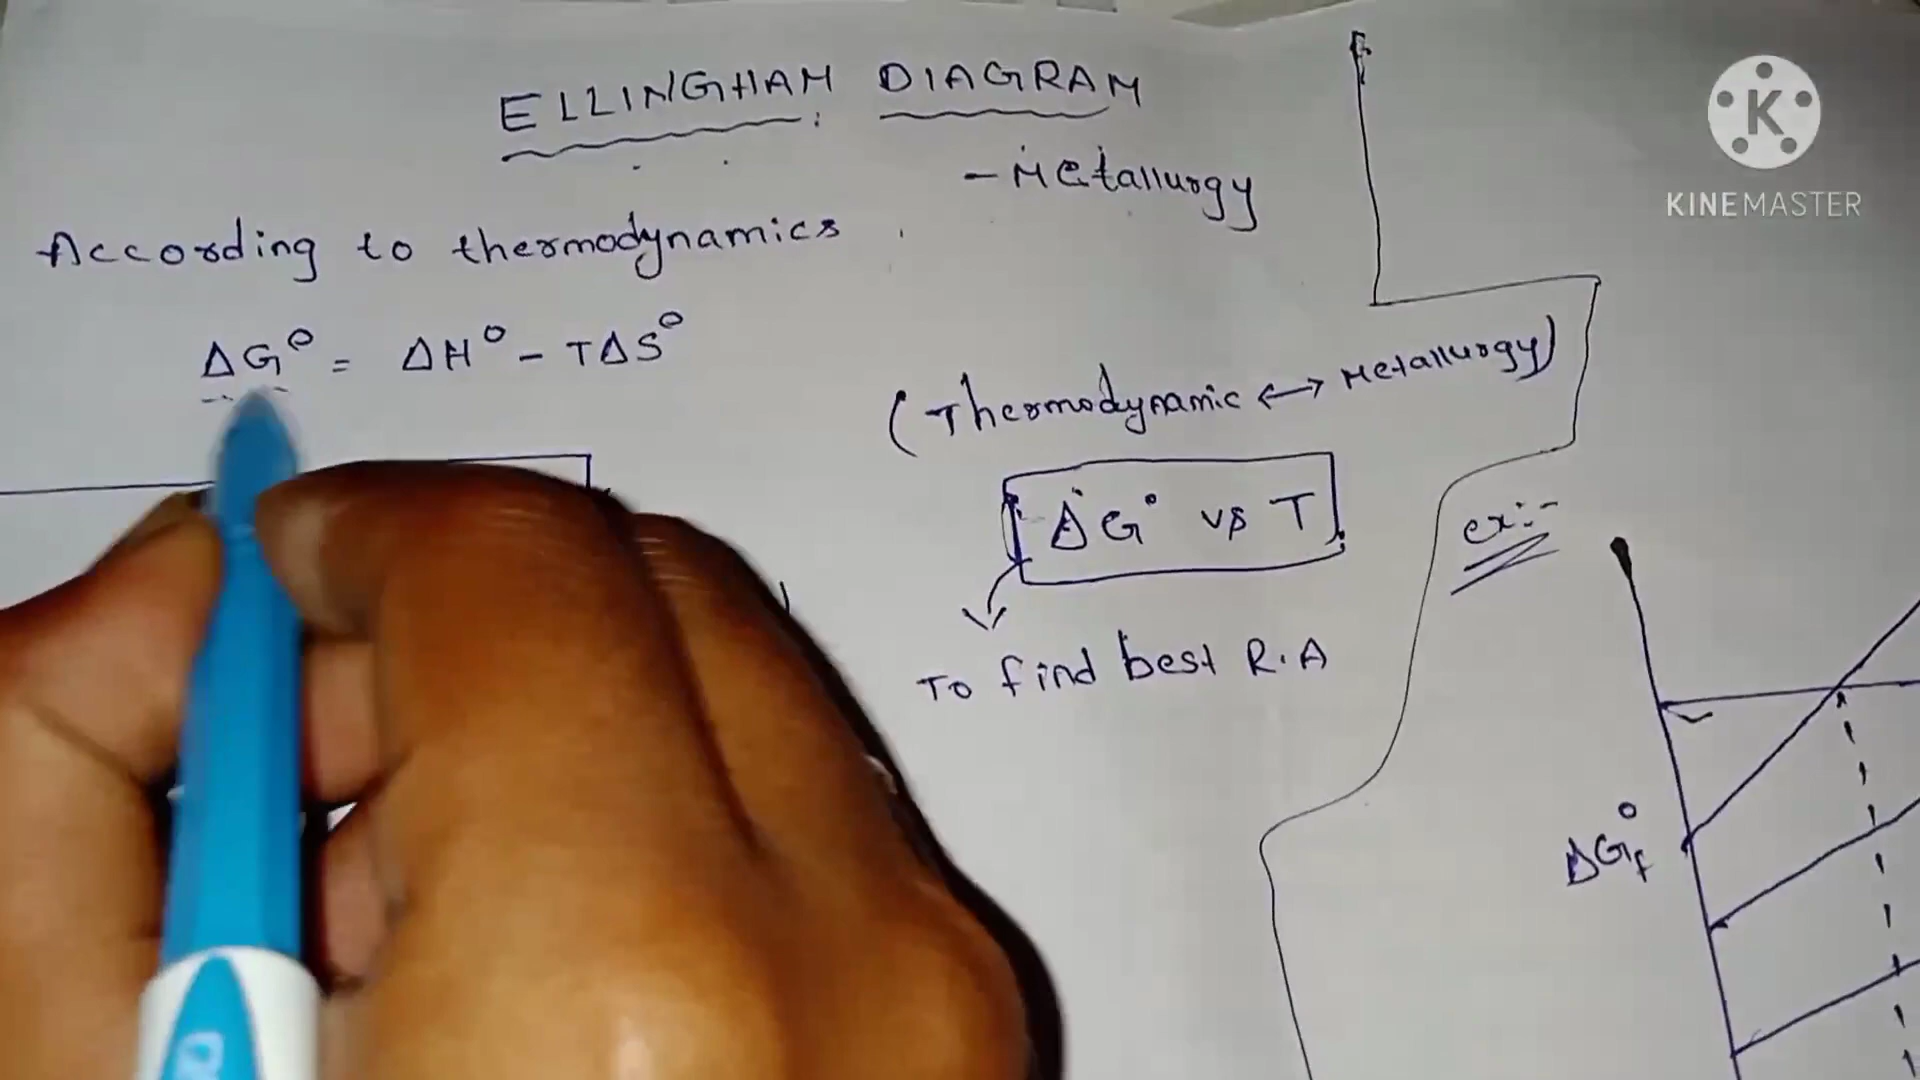 ELLINGHAM DIAGRAM
- Metallurgy
According to thermodynamics
ΔG° = ΔH° - TΔS°
(Thermodynamic ↔ Metallurgy)
ΔG° vs T
To find best R.A
ex:-
ΔG°f
K
KINEMASTER